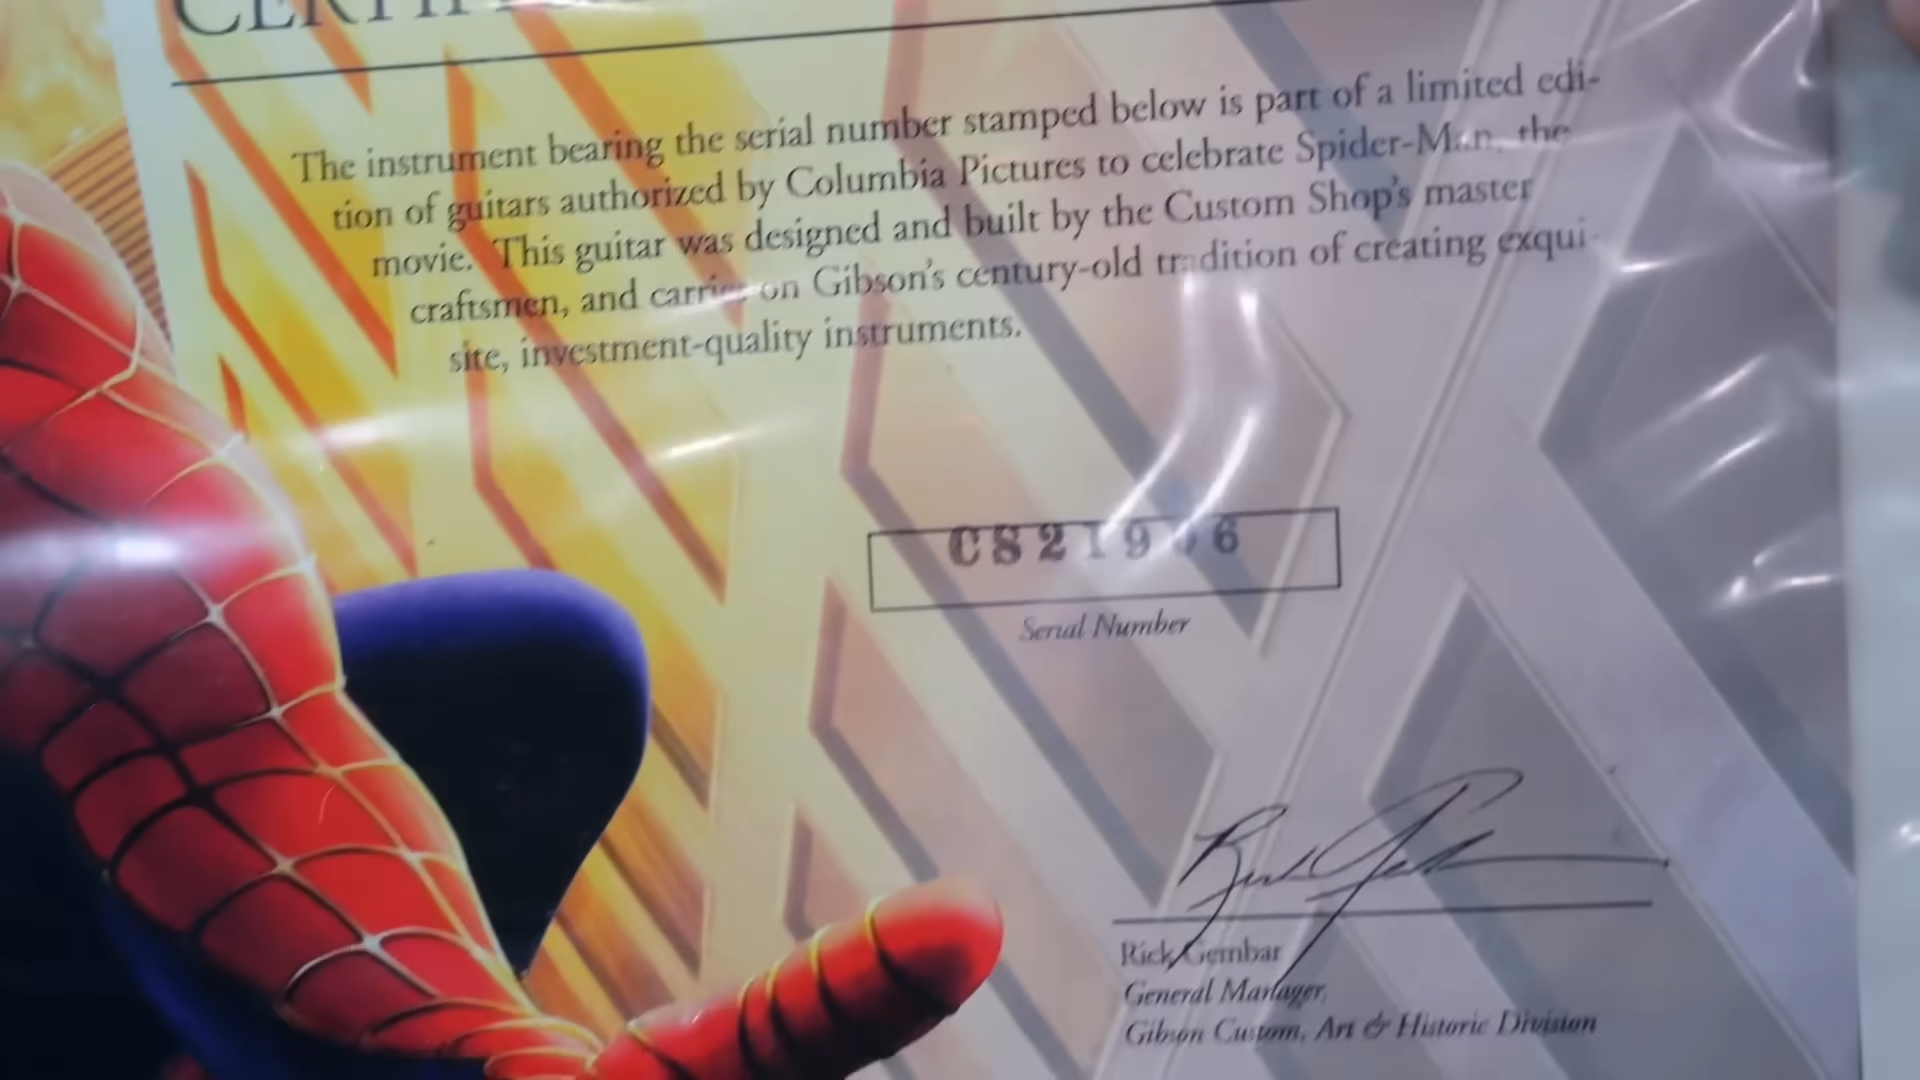 The instrument bearing the serial number stamped below is part of a limited edi-
tion of guitars authorized by Columbia Pictures to celebrate Spider-Man, the
movie. This guitar was designed and built by the Custom Shop's master
craftsmen, and carries on Gibson's century-old tradition of creating exqui-
site, investment-quality instruments.
Serial Number
Rick Gembar
General Manager,
Gibson Custom, Art & Historic Division